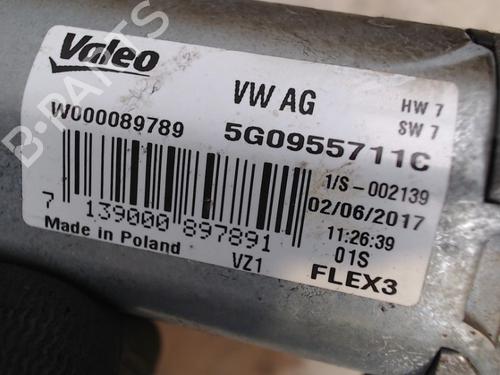 Valeo
VW AG
HW 7
SW 7
W000089789
5G0955711C
1/S-002139
02/06/2017
7 139000 897891
11:26:39
Made in Poland
VZ1
01S
FLEX3
B-PARTS